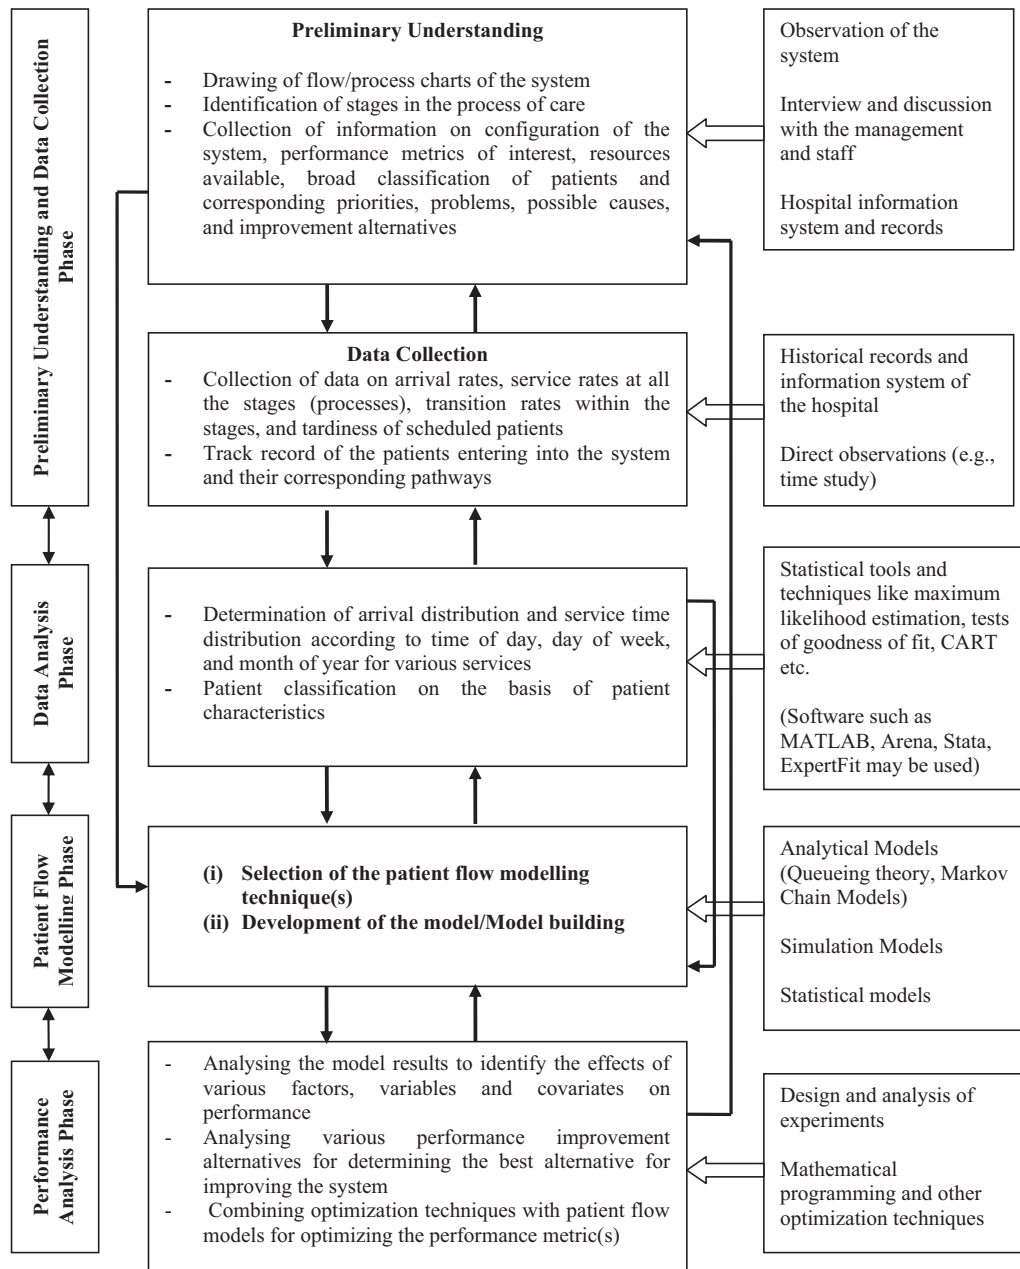 Preliminary Understanding and Data Collection
Phase
Data Analysis
Phase
Patient Flow
Modelling Phase
Performance
Analysis Phase
Preliminary Understanding
- Drawing of flow/process charts of the system
- Identification of stages in the process of care
- Collection of information on configuration of the
system, performance metrics of interest, resources
available, broad classification of patients and
corresponding priorities, problems, possible causes,
and improvement alternatives
Observation of the
system
Interview and discussion
with the management
and staff
Hospital information
system and records
Data Collection
- Collection of data on arrival rates, service rates at all
the stages (processes), transition rates within the
stages, and tardiness of scheduled patients
- Track record of the patients entering into the system
and their corresponding pathways
Historical records and
information system of
the hospital
Direct observations (e.g.,
time study)
- Determination of arrival distribution and service time
distribution according to time of day, day of week,
and month of year for various services
- Patient classification on the basis of patient
characteristics
Statistical tools and
techniques like maximum
likelihood estimation, tests
of goodness of fit, CART
etc.
(Software such as
MATLAB, Arena, Stata,
ExpertFit may be used)
(i) Selection of the patient flow modelling
technique(s)
(ii) Development of the model/Model building
Analytical Models
(Queueing theory, Markov
Chain Models)
Simulation Models
Statistical models
- Analysing the model results to identify the effects of
various factors, variables and covariates on
performance
- Analysing various performance improvement
alternatives for determining the best alternative for
improving the system
- Combining optimization techniques with patient flow
models for optimizing the performance metric(s)
Design and analysis of
experiments
Mathematical
programming and other
optimization techniques